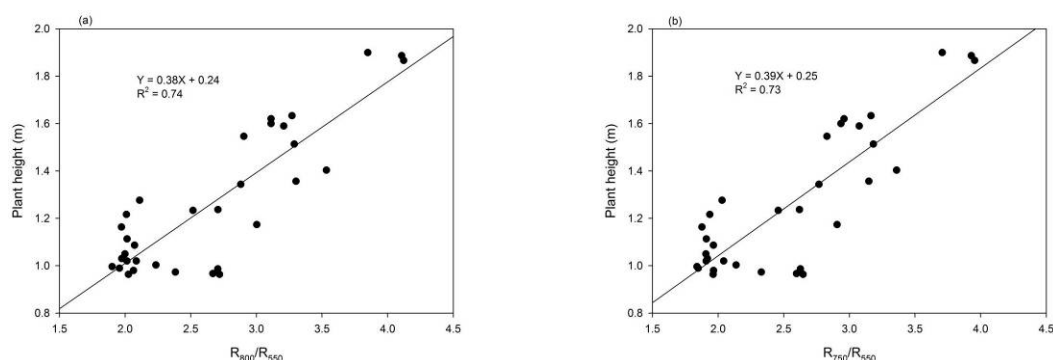 (a)
2.0
1.8
1.6
1.4
1.2
1.0
0.8
Plant height (m)
Y = 0.38X + 0.24
R² = 0.74
1.5 2.0 2.5 3.0 3.5 4.0 4.5
R₈₀₀/R₅₅₀
(b)
2.0
1.8
1.6
1.4
1.2
1.0
0.8
Plant height (m)
Y = 0.39X + 0.25
R² = 0.73
1.5 2.0 2.5 3.0 3.5 4.0 4.5
R₇₅₀/R₅₅₀